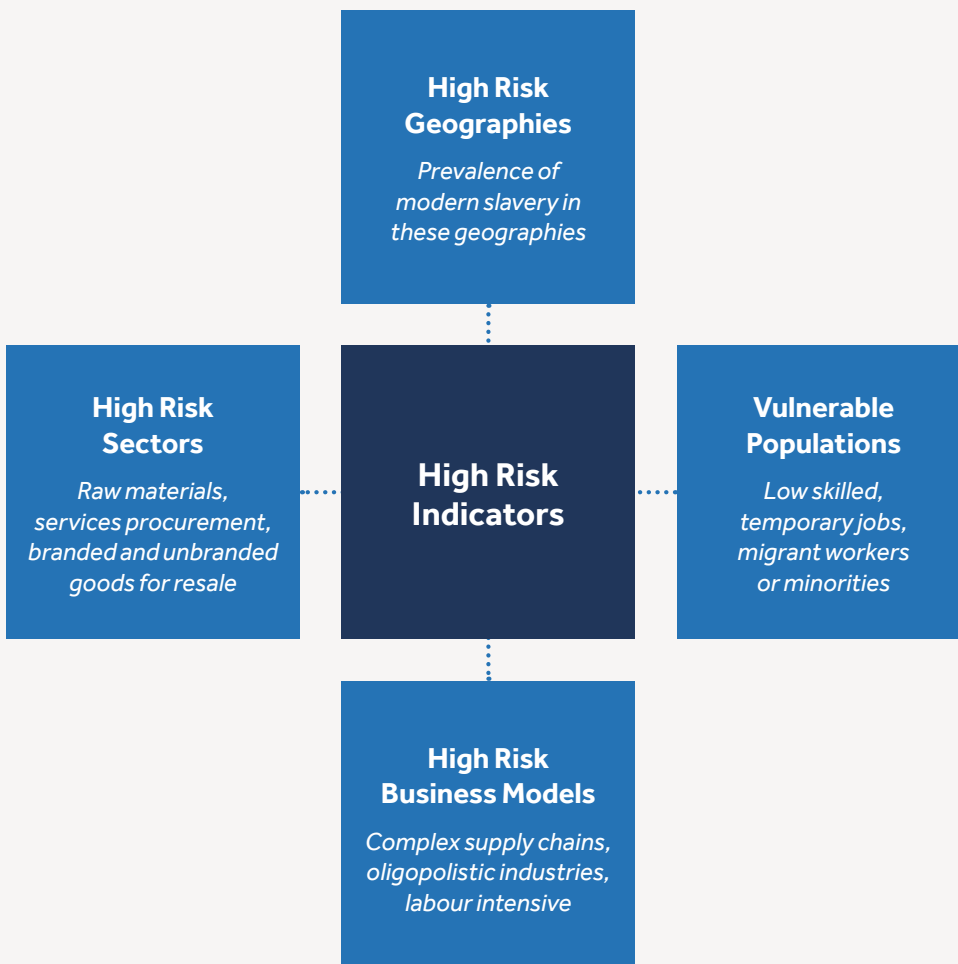 High Risk
Geographies
Prevalence of
modern slavery in
these geographies
High Risk
Sectors
Raw materials,
services procurement,
branded and unbranded
goods for resale
High Risk
Indicators
Vulnerable
Populations
Low skilled,
temporary jobs,
migrant workers
or minorities
High Risk
Business Models
Complex supply chains,
oligopolistic industries,
labour intensive